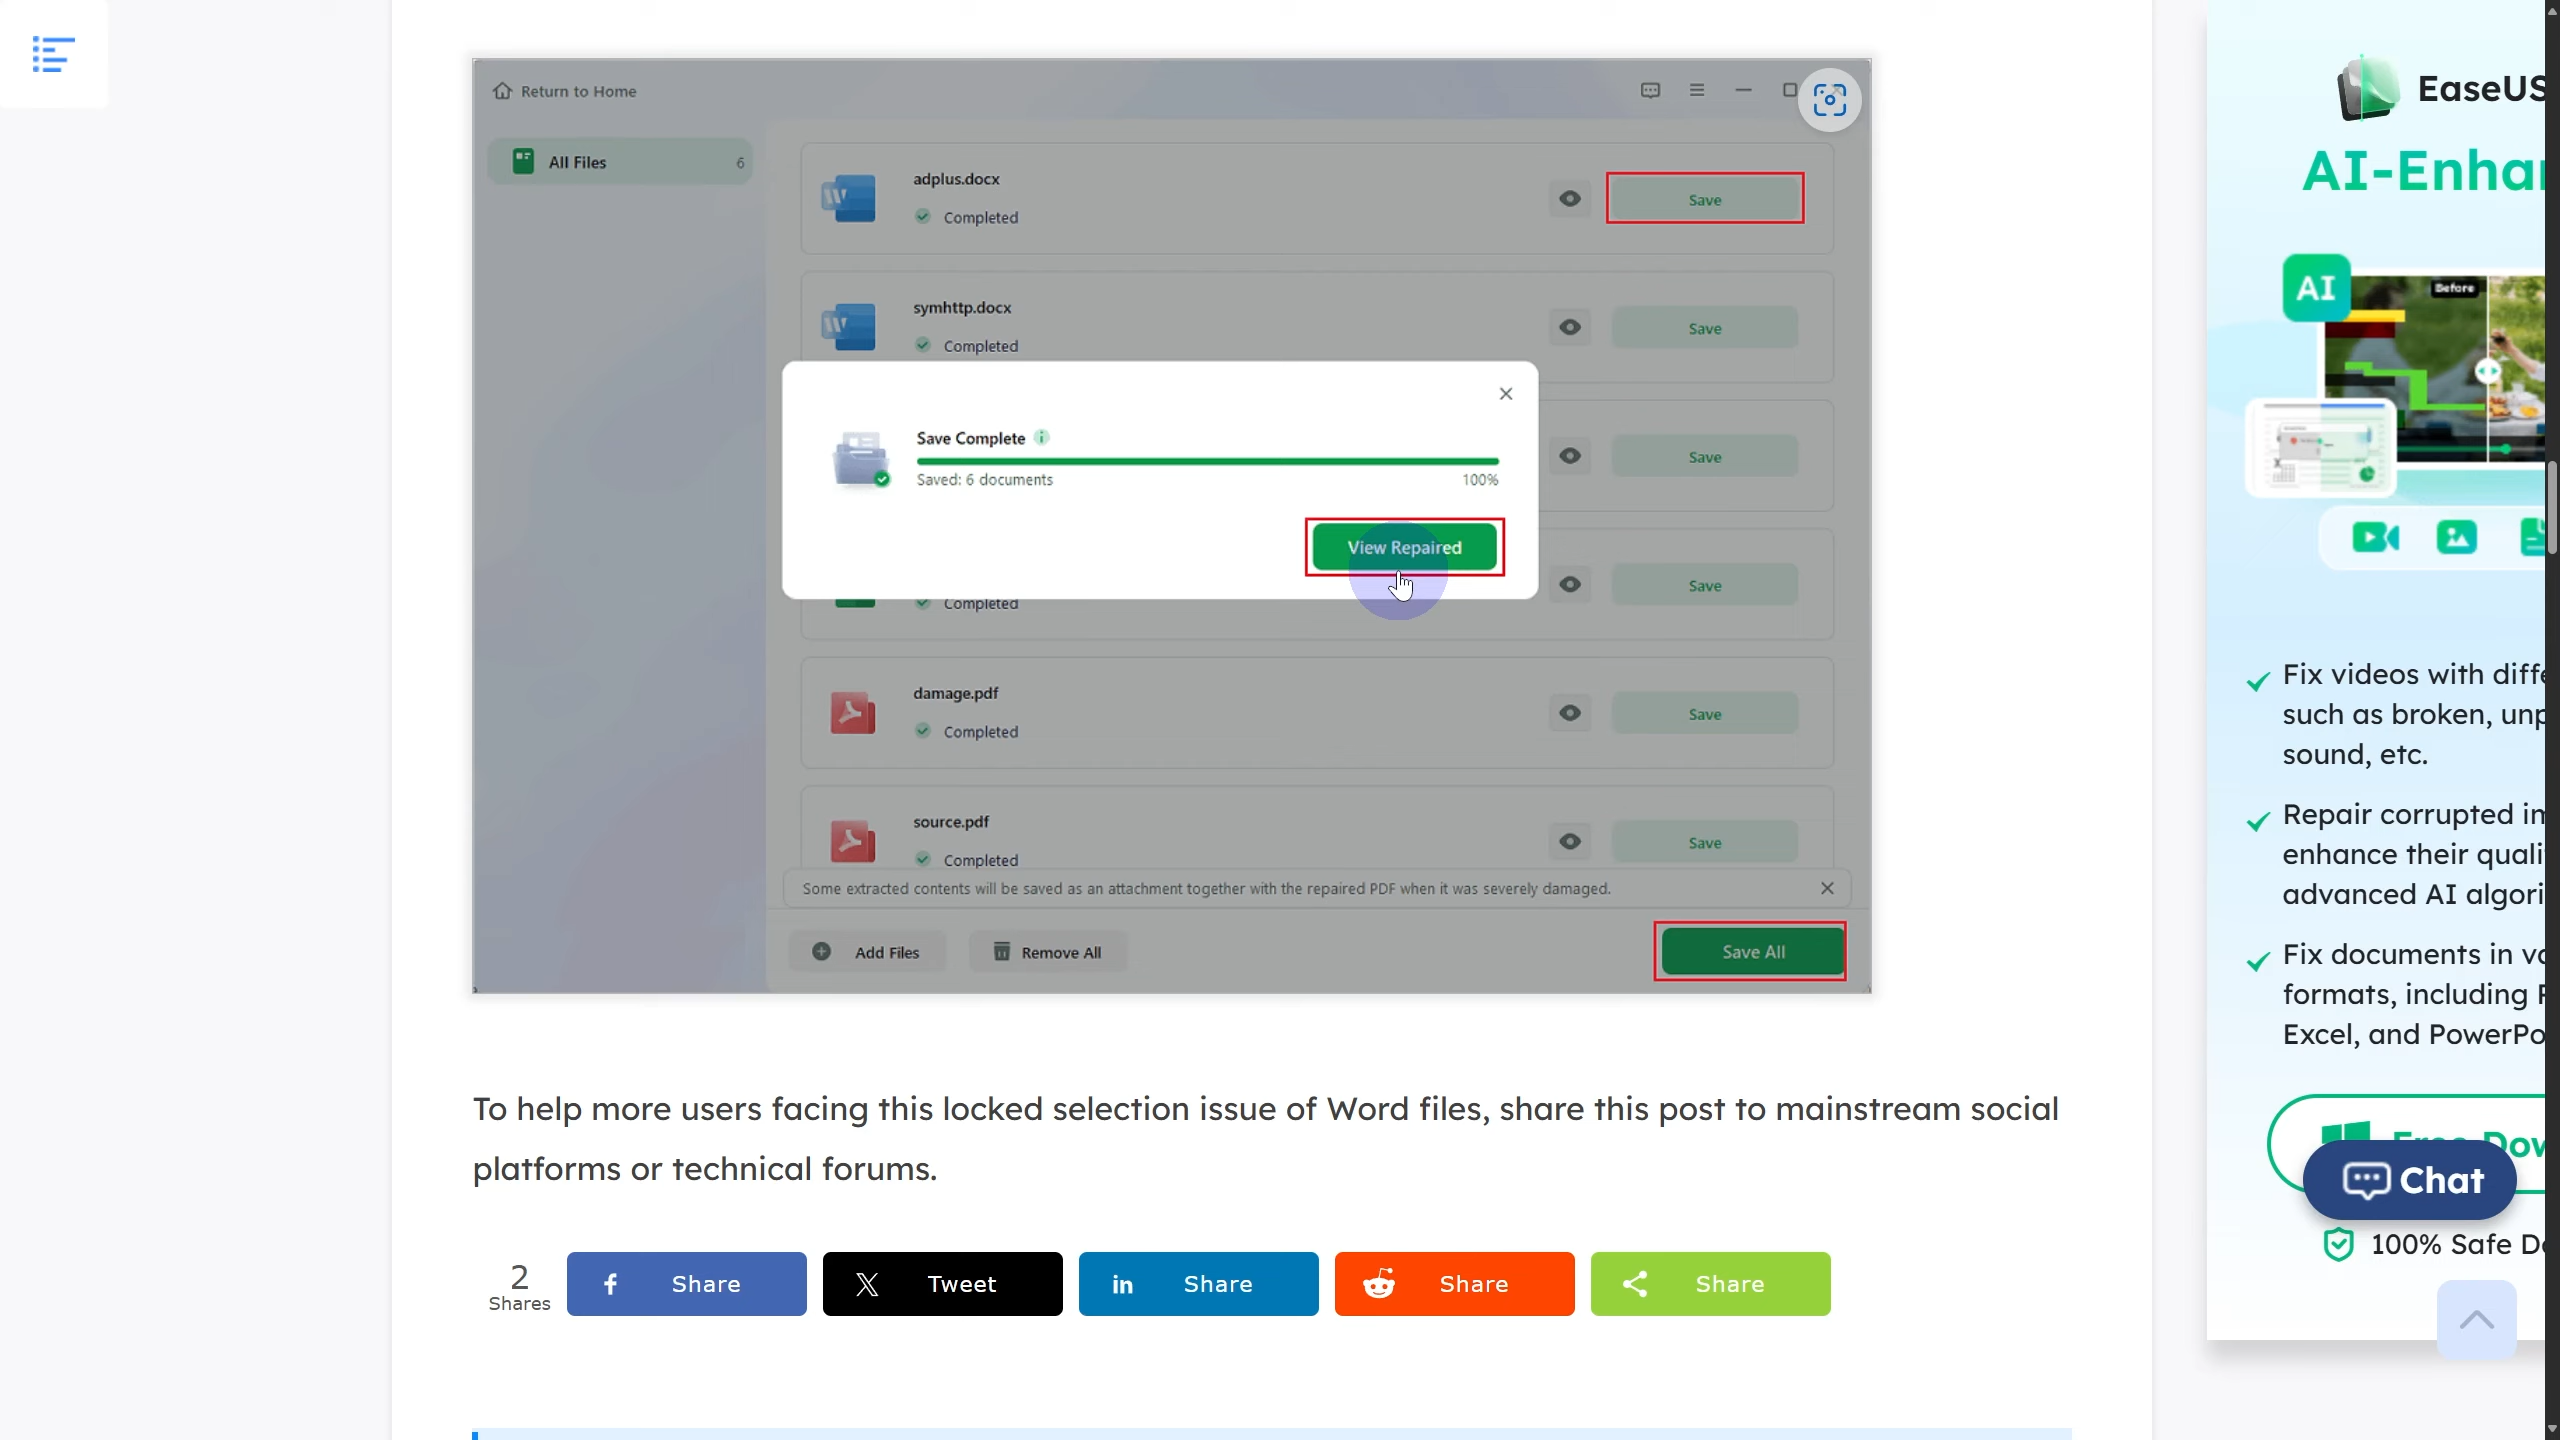 Return to Home
All Files 6
adplus.docx
Completed
Save
symhttp.docx
Completed
Save
Save
Save Complete
Saved: 6 documents 100%
View Repaired
Completed
Save
damage.pdf
Completed
Save
source.pdf
Completed
Save
Some extracted contents will be saved as an attachment together with the repaired PDF when it was severely damaged.
Add Files
Remove All
Save All
To help more users facing this locked selection issue of Word files, share this post to mainstream social
platforms or technical forums.
2
Shares
Share
Tweet
Share
Share
Share
EaseUS
AI-Enha
AI
Before
Fix videos with diffe
such as broken, unp
sound, etc.
Repair corrupted im
enhance their quali
advanced AI algori
Fix documents in va
formats, including P
Excel, and PowerPo
Free Dow
Chat
100% Safe Do